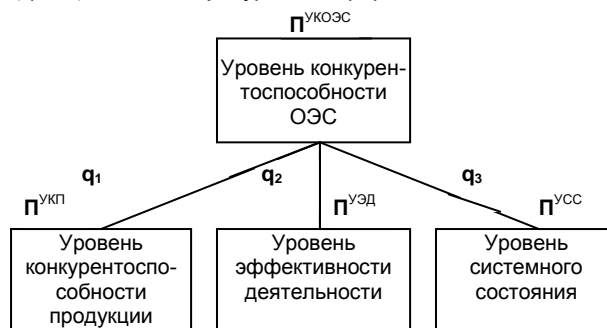 П^УКОЭС
Уровень конкурен-
тоспособности
ОЭС
q₁
q₂
q₃
П^УКП
П^УЭД
П^УСС
Уровень
конкурентоспо-
собности
продукции
Уровень
эффективности
деятельности
Уровень
системного
состояния